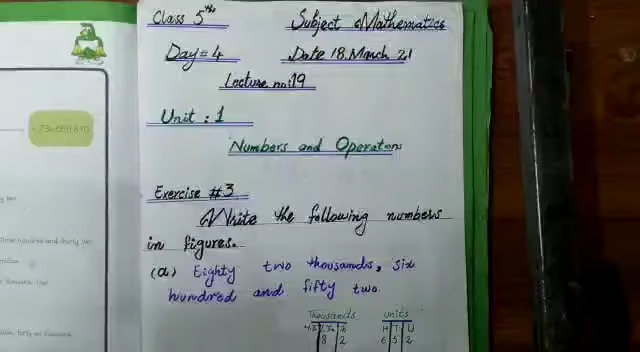 Class 5th Subject Mathematics
Day# 4 Date 18 March 21
Lecture no:19
Unit : 1
Numbers and Operations
Exercise #3
Write the following numbers
in figures.
(a) Eighty two thousands, six
hundred and fifty two.
Thousands units
H T U
8 2 6 5 2